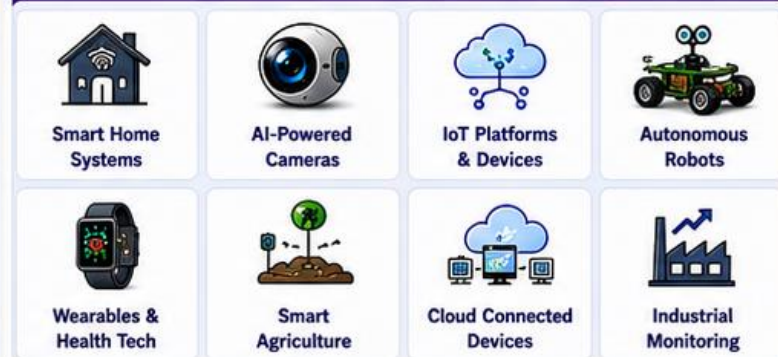 Smart Home
Systems
AI-Powered
Cameras
IoT Platforms
& Devices
Autonomous
Robots
Wearables &
Health Tech
Smart
Agriculture
Cloud Connected
Devices
Industrial
Monitoring